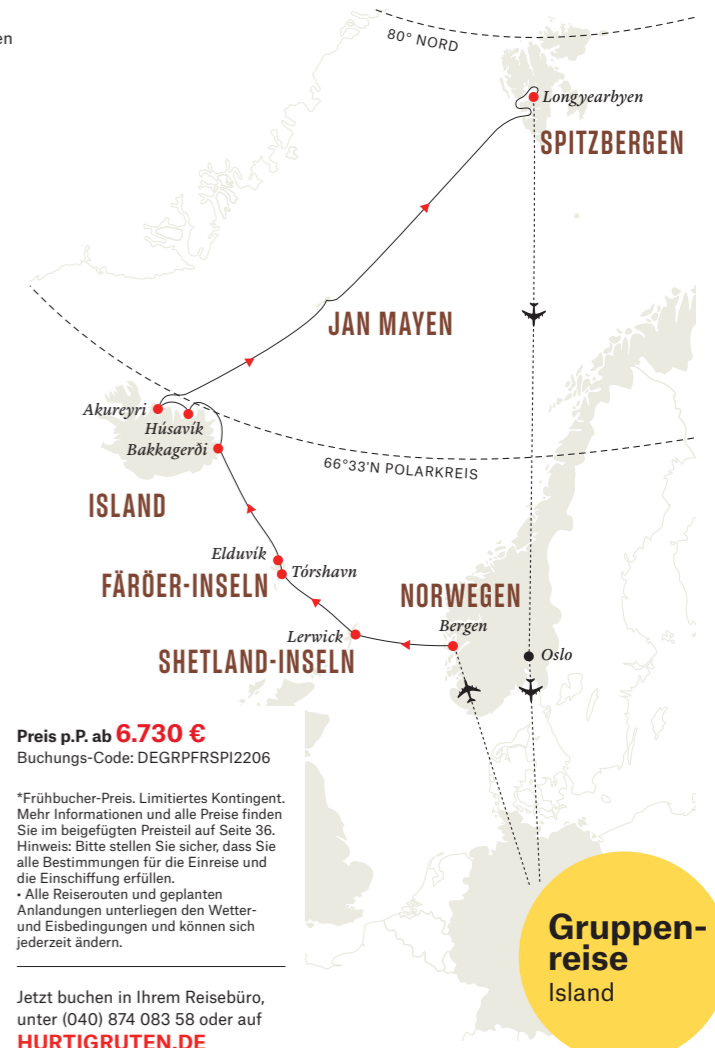 en
80° NORD
Longyearbyen
SPITZBERGEN
JAN MAYEN
Akureyri
Húsavík
Bakkagerði
66°33'N POLARKREIS
ISLAND
Elduvík
Tórshavn
FÄRÖER-INSELN
NORWEGEN
Bergen
Lerwick
Oslo
SHETLAND-INSELN
Preis p.P. ab 6.730 €
Buchungs-Code: DEGRPFRSPI2206
*Frühbucher-Preis. Limitiertes Kontingent.
Mehr Informationen und alle Preise finden
Sie im beigefügten Preisteil auf Seite 36.
Hinweis: Bitte stellen Sie sicher, dass Sie
alle Bestimmungen für die Einreise und
die Einschiffung erfüllen.
• Alle Reiserouten und geplanten
Anlandungen unterliegen den Wetter-
und Eisbedingungen und können sich
jederzeit ändern.
Jetzt buchen in Ihrem Reisebüro,
unter (040) 874 083 58 oder auf
HURTIGRUTEN.DE
Gruppen-
reise
Island